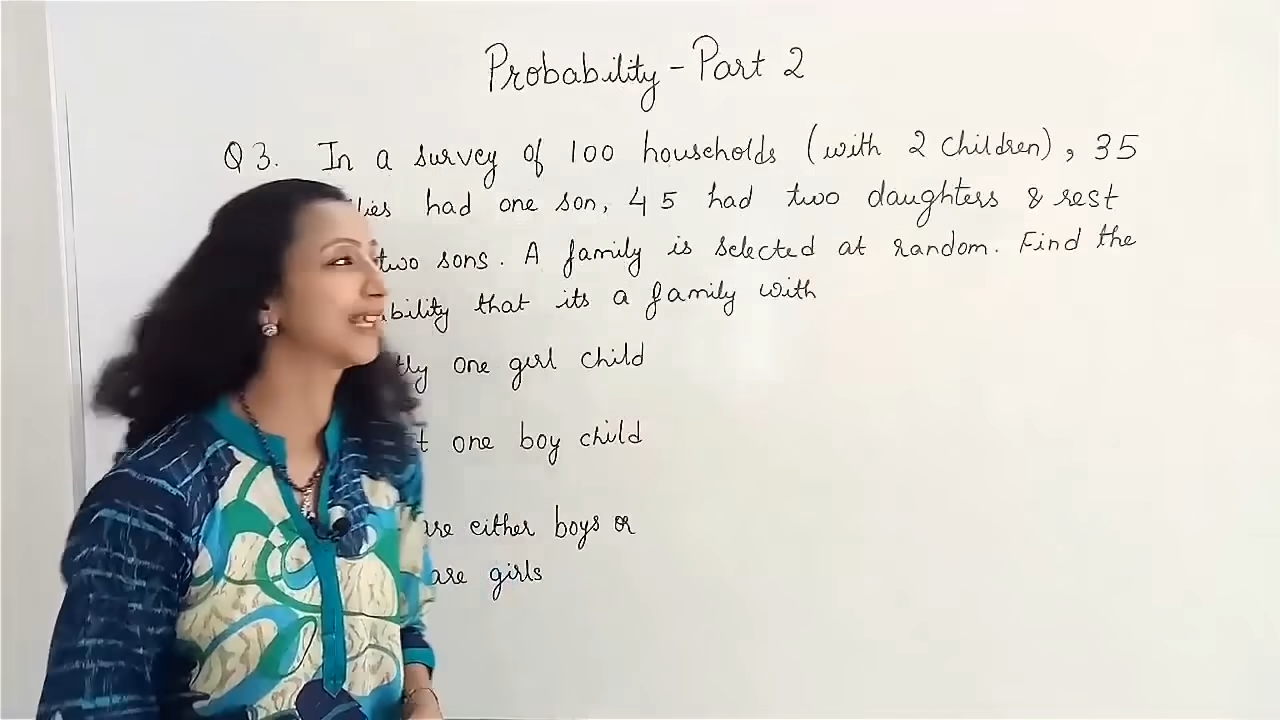 Probability - Part 2
Q 3. In a survey of 100 households (with 2 children), 35
had one son, 45 had two daughters & rest
two sons. A family is selected at random. Find the
that its a family with
one girl child
one boy child
either boys or
are girls